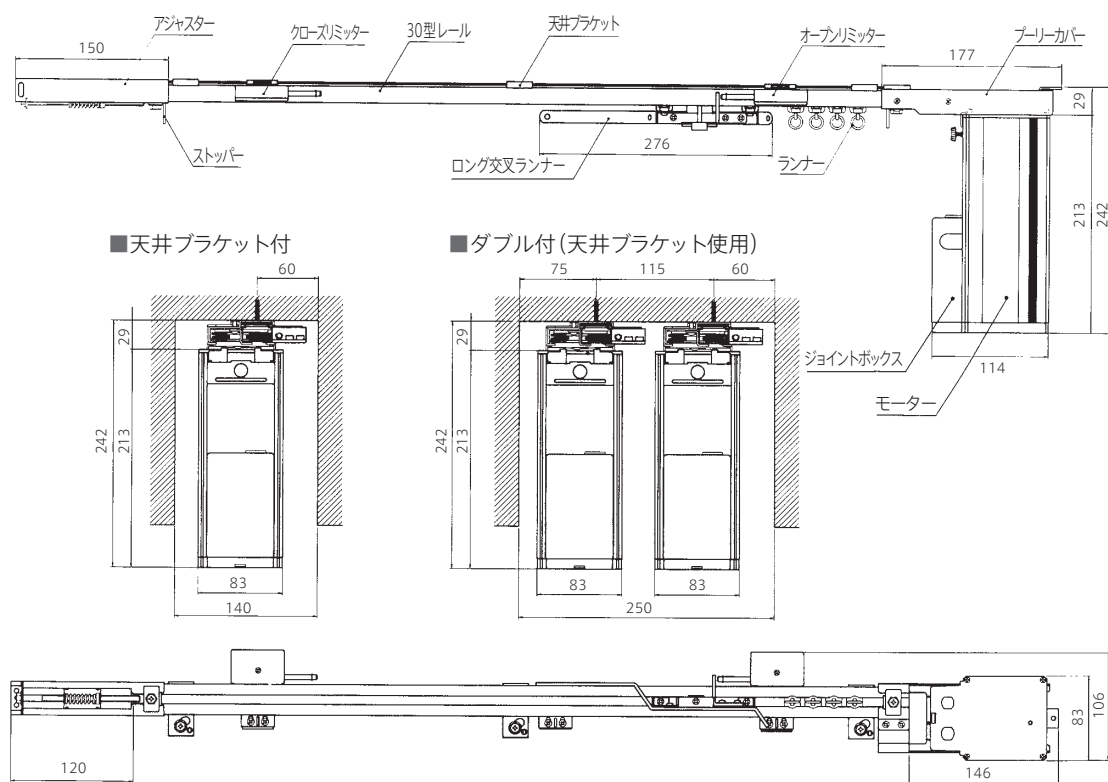 アジャスター
クローズリミッター
30型レール
天井ブラケット
オープンリミッター
プーリーカバー
150
177
29
ストッパー
ロング交叉ランナー
276
ランナー
213
242
■天井ブラケット付
■ダブル付(天井ブラケット使用)
60
75
115
60
29
242
213
83
140
29
242
213
83
83
250
ジョイントボックス
114
モーター
120
146
83
106